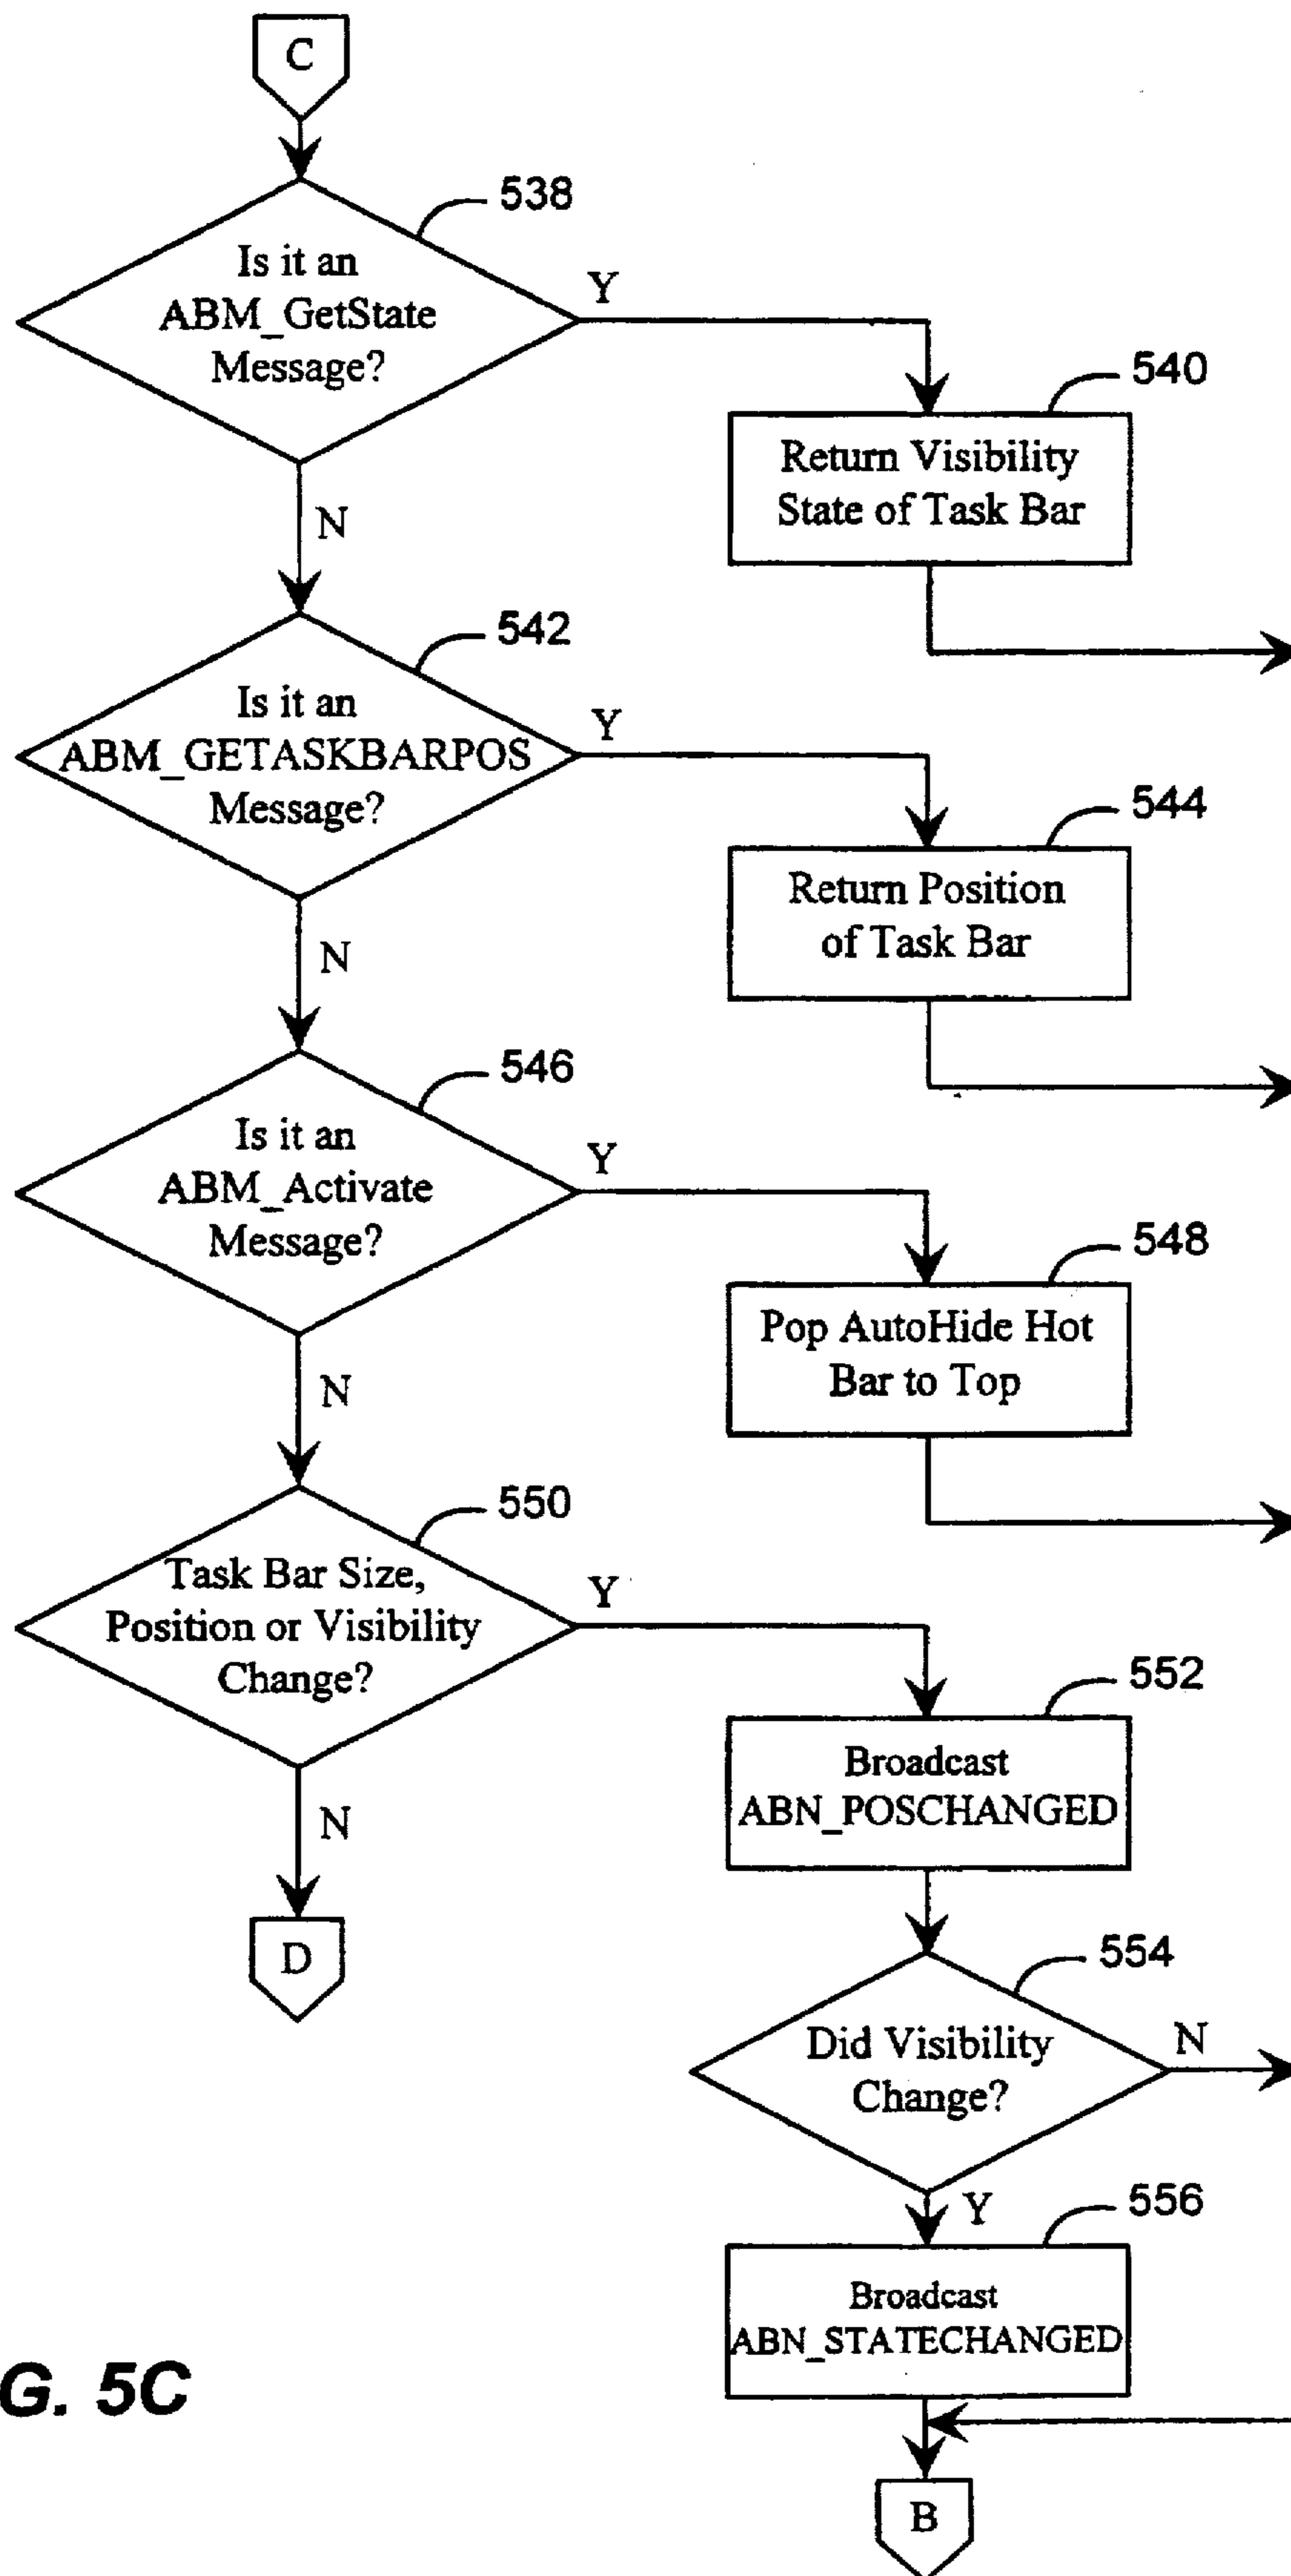 C
538
Is it an
ABM_GetState
Message?
Y
540
Return Visibility
State of Task Bar
N
542
Is it an
ABM_GETASKBARPOS
Message?
Y
544
Return Position
of Task Bar
N
546
Is it an
ABM_Activate
Message?
Y
548
Pop AutoHide Hot
Bar to Top
N
550
Task Bar Size,
Position or Visibility
Change?
Y
552
Broadcast
ABN_POSCHANGED
N
D
554
Did Visibility
Change?
N
Y
556
Broadcast
ABN_STATECHANGED
G. 5C
B